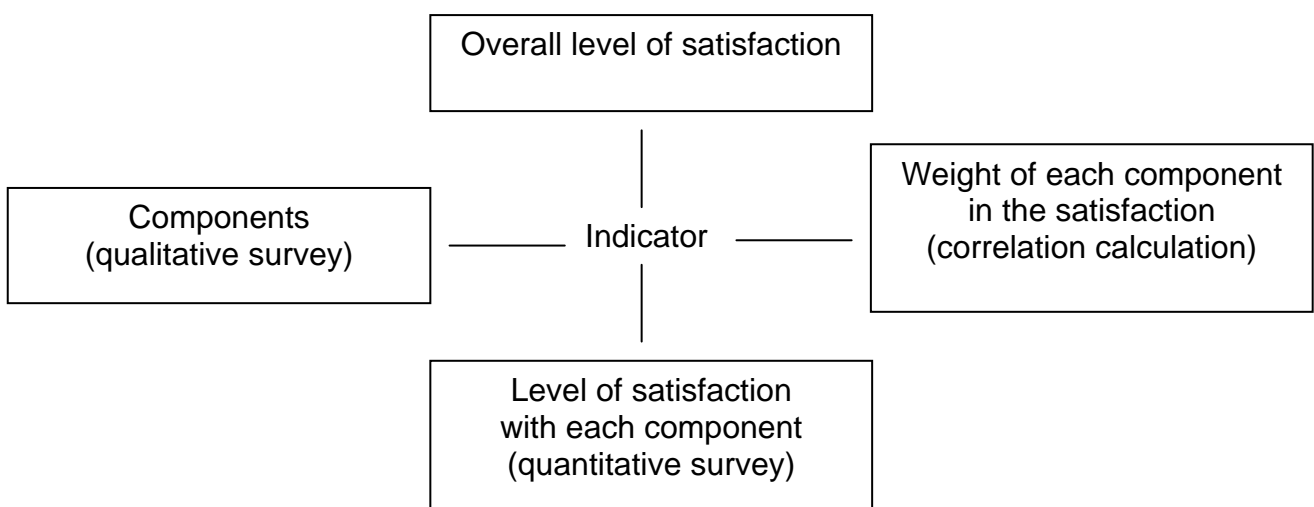 Overall level of satisfaction
Components
(qualitative survey)
Indicator
Weight of each component
in the satisfaction
(correlation calculation)
Level of satisfaction
with each component
(quantitative survey)